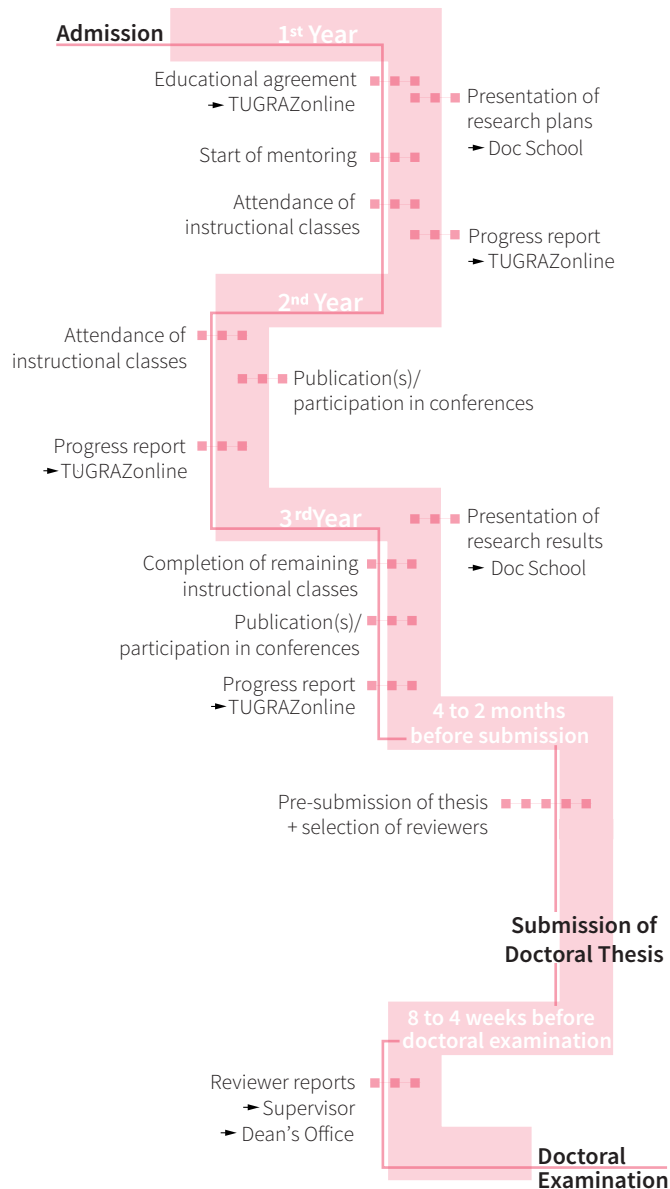 Admission
1st Year
Educational agreement
→ TUGRAZonline
Presentation of
research plans
→ Doc School
Start of mentoring
Attendance of
instructional classes
Progress report
→ TUGRAZonline
2nd Year
Attendance of
instructional classes
Publication(s)/
participation in conferences
Progress report
→ TUGRAZonline
3rd Year
Presentation of
research results
→ Doc School
Completion of remaining
instructional classes
Publication(s)/
participation in conferences
Progress report
→ TUGRAZonline
4 to 2 months
before submission
Pre-submission of thesis
+ selection of reviewers
Submission of
Doctoral Thesis
8 to 4 weeks before
doctoral examination
Reviewer reports
→ Supervisor
→ Dean’s Office
Doctoral
Examination